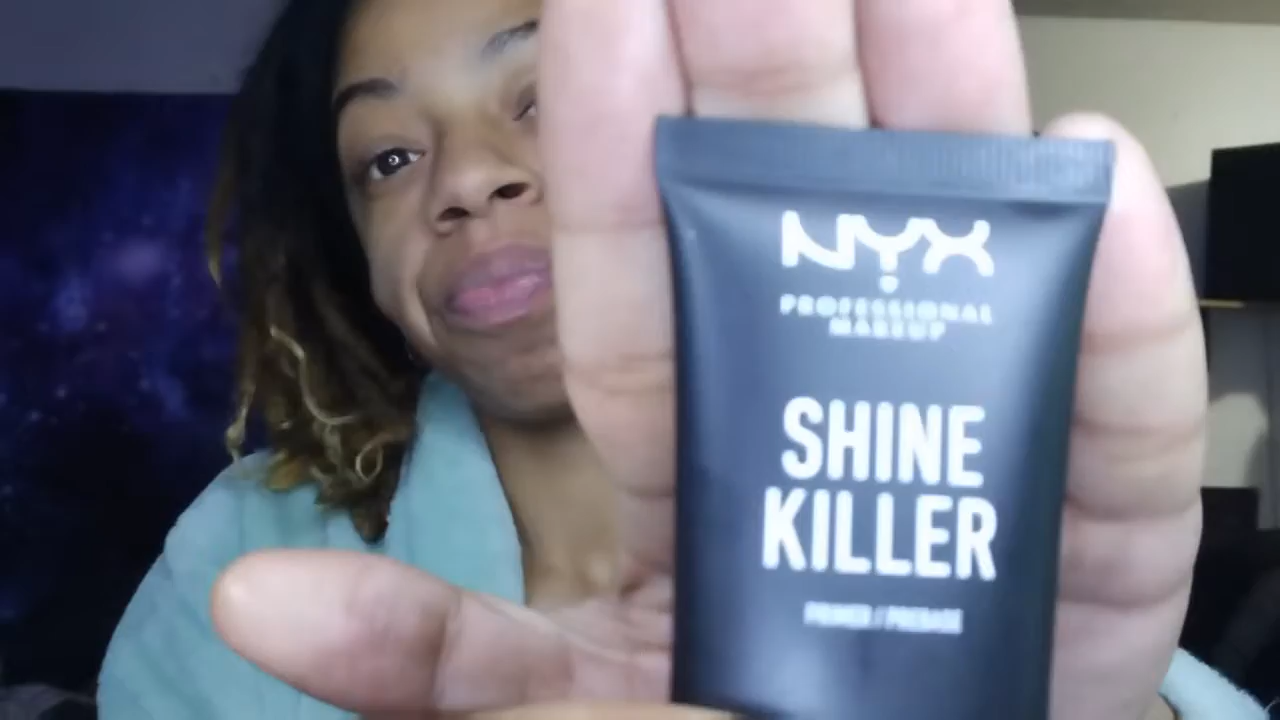 NYX
PROFESSIONAL
MAKEUP
SHINE
KILLER
PRIMER / PREBASE